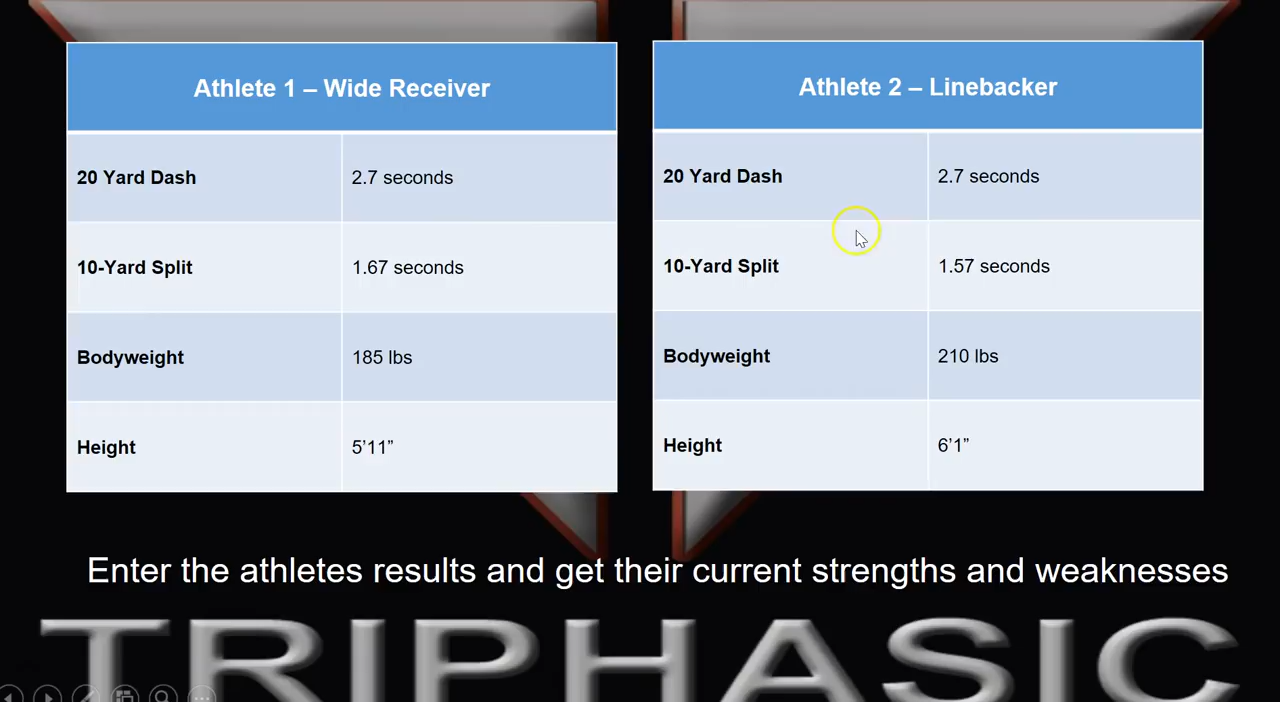 Athlete 1 – Wide Receiver
20 Yard Dash 2.7 seconds
10-Yard Split 1.67 seconds
Bodyweight 185 lbs
Height 5’11”
Athlete 2 – Linebacker
20 Yard Dash 2.7 seconds
10-Yard Split 1.57 seconds
Bodyweight 210 lbs
Height 6’1”
Enter the athletes results and get their current strengths and weaknesses
TRIPHASIC